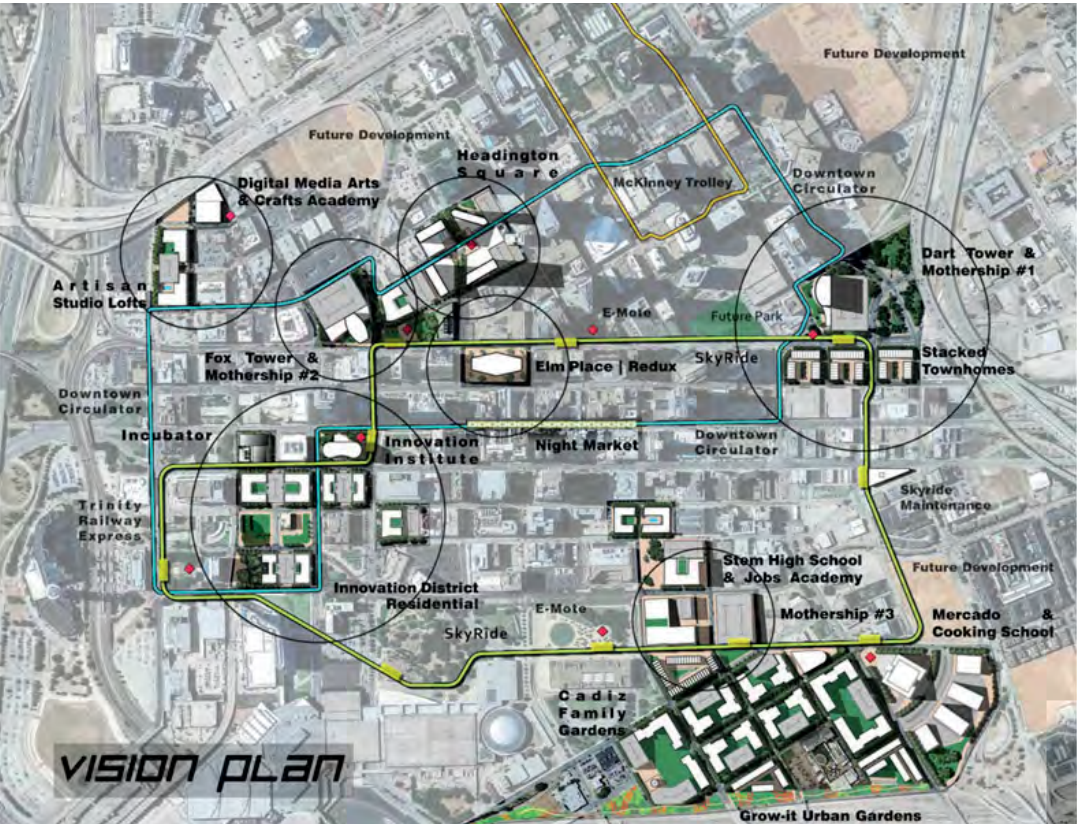 Future Development
Future Development
Headington
Square
McKinney Trolley
Downtown
Circulator
Digital Media Arts
& Crafts Academy
Dart Tower &
Mothership #1
Artisan
Studio Lofts
E-Mote
Future Park
Fox Tower &
Mothership #2
Elm Place | Redux
SkyRide
Stacked
Townhomes
Downtown
Circulator
Incubator
Innovation
Institute
Night Market
Downtown
Circulator
Trinity
Railway
Express
Skyride
Maintenance
Stem High School
& Jobs Academy
Future Development
Innovation District
Residential
E-Mote
Mothership #3
Mercado &
Cooking School
SkyRide
Cadiz
Family
Gardens
VISION PLAN
Grow-it Urban Gardens